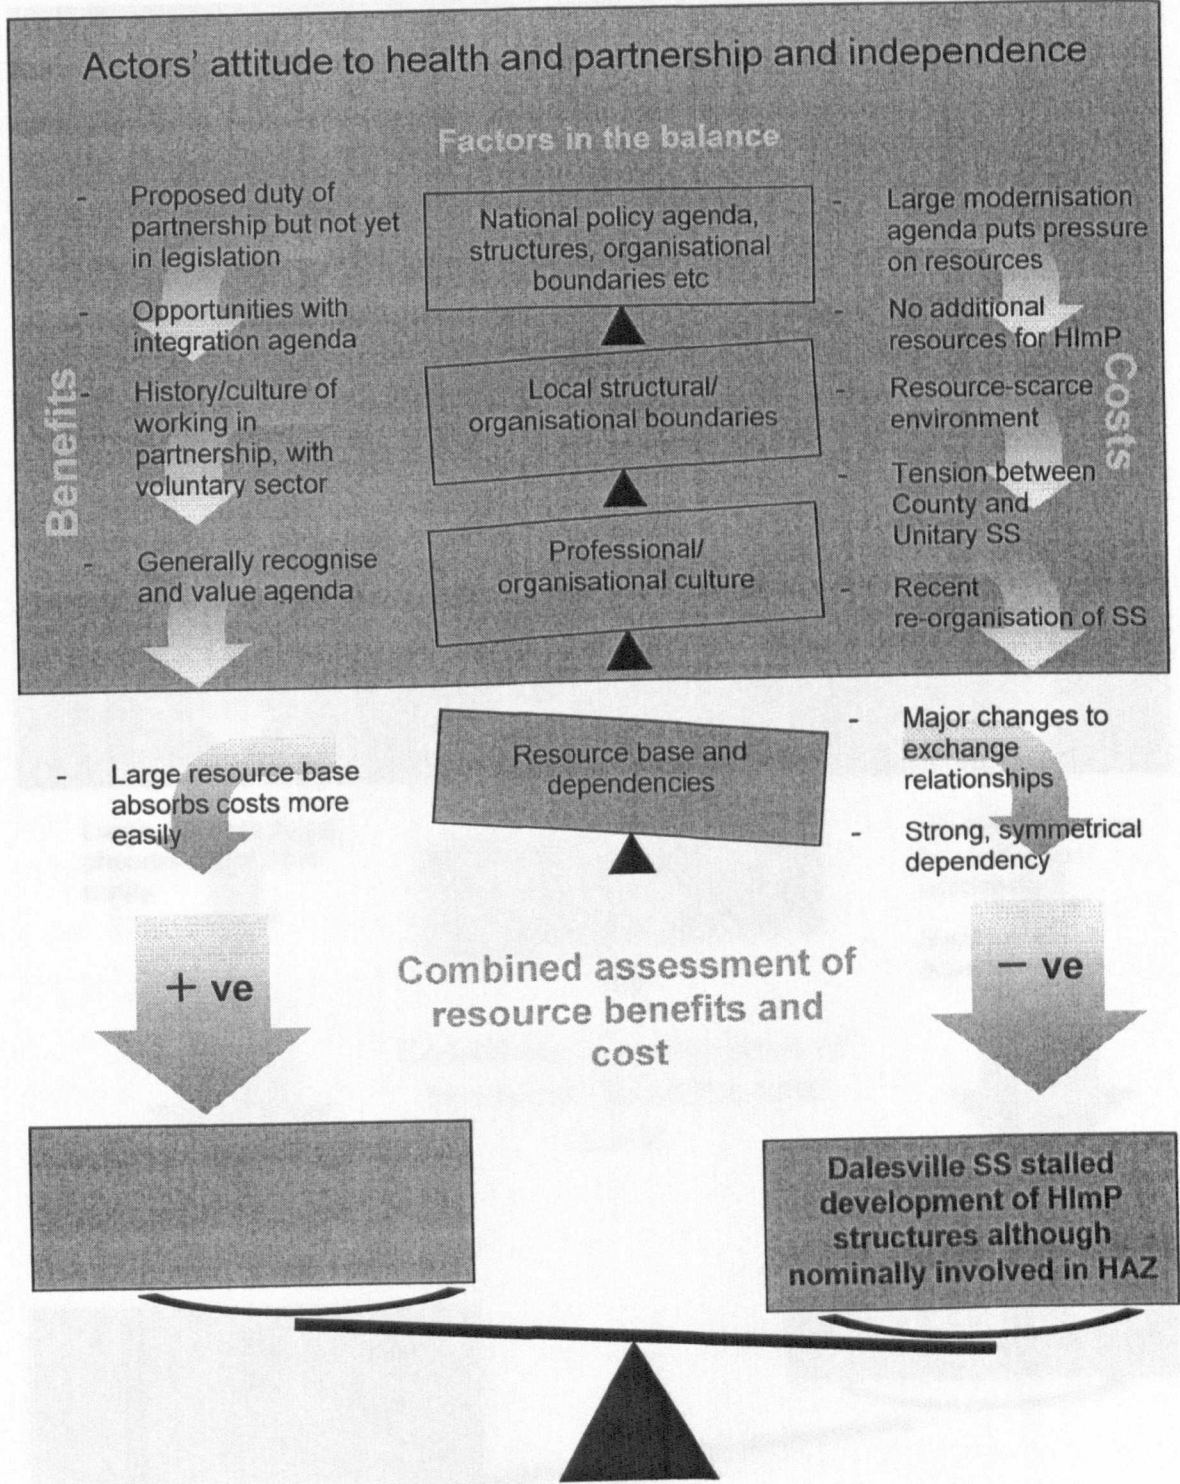 Actors' attitude to health and partnership and independence
Factors in the balance
Benefits
- Proposed duty of
partnership but not yet
in legislation
- Opportunities with
integration agenda
- History/culture of
working in
partnership, with
voluntary sector
- Generally recognise
and value agenda
National policy agenda,
structures, organisational
boundaries etc
Local structural/
organisational boundaries
Professional/
organisational culture
- Large modernisation
agenda puts pressure
on resources
- No additional
resources for HImP
- Resource-scarce
environment
- Tension between
County and
Unitary SS
- Recent
re-organisation of SS
Costs
- Large resource base
absorbs costs more
easily
Resource base and
dependencies
- Major changes to
exchange
relationships
- Strong, symmetrical
dependency
+ ve
Combined assessment of
resource benefits and
cost
− ve
Dalesville SS stalled
development of HImP
structures although
nominally involved in HAZ